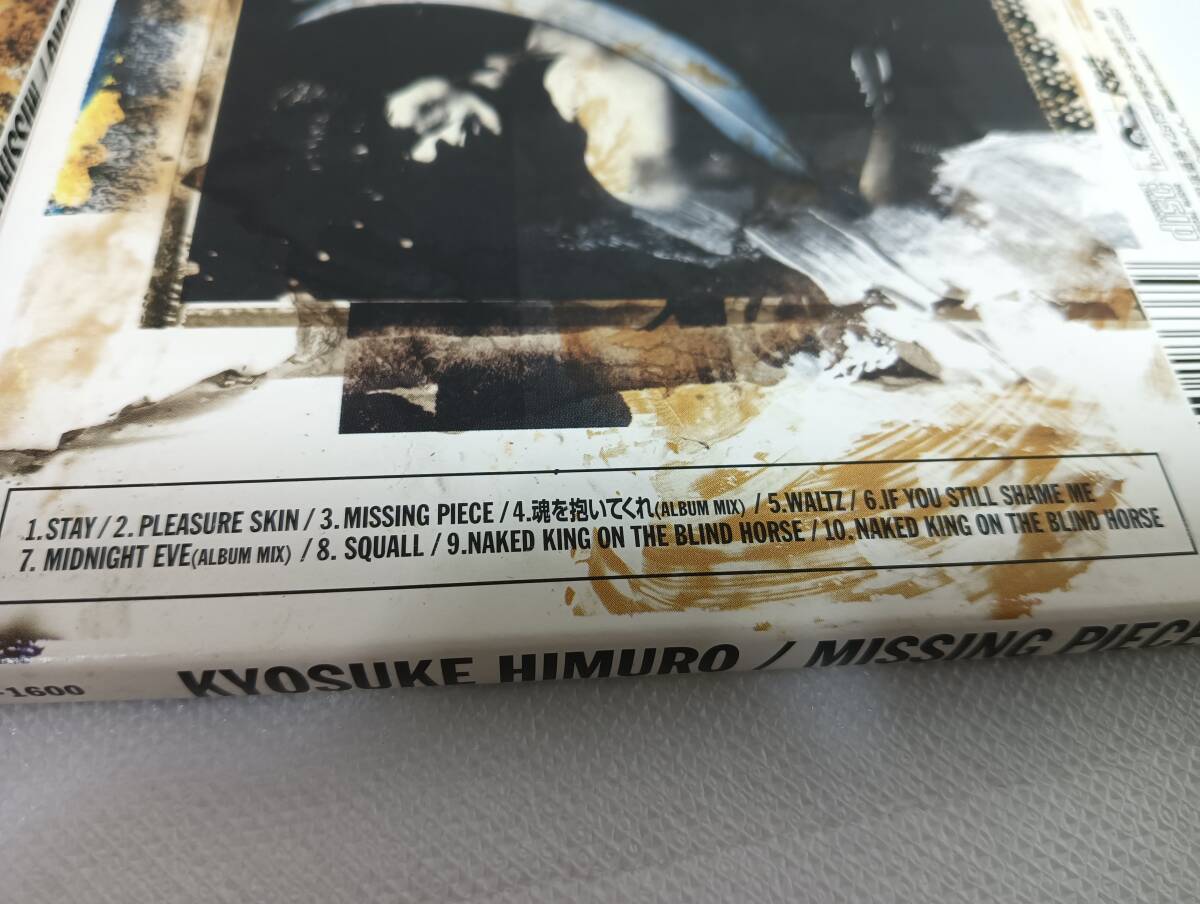 1.STAY/2. PLEASURE SKIN/3. MISSING PIECE/4.魂を抱いてくれ(ALBUM MIX) /5.WALTZ/6.IF YOU STILL SHAME ME
7. MIDNIGHT EVE(ALBUM MIX) /8. SQUALL/9.NAKED KING ON THE BLIND HORSE/10.NAKED KING ON THE BLIND HORSE
-1600 KYOSUKE HIMURO / MISSING PIECE
disc